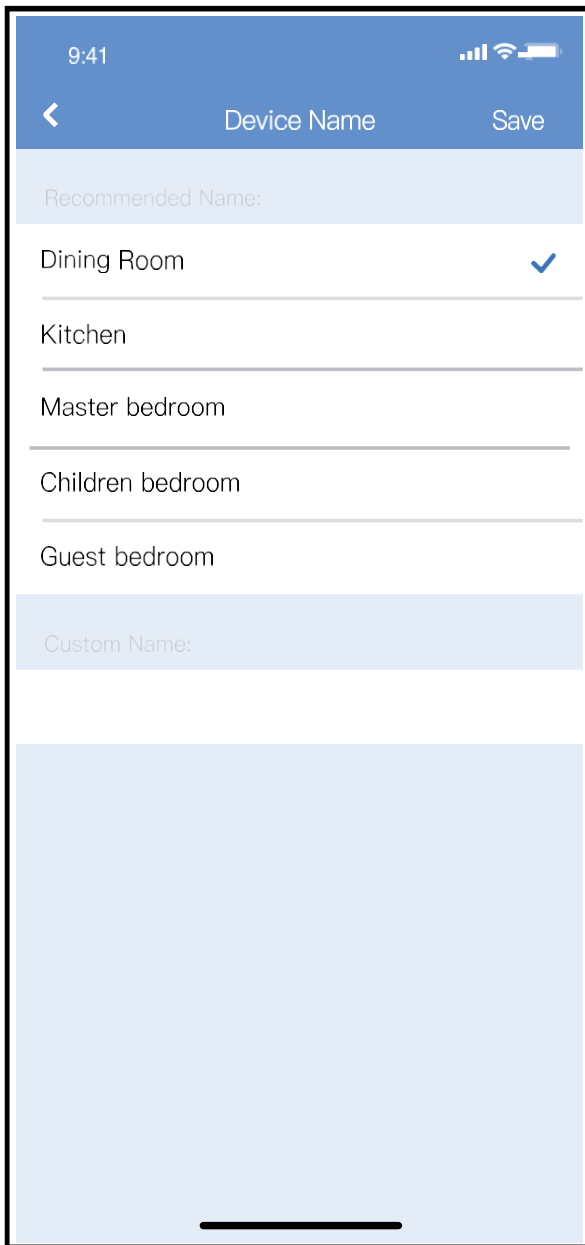 9:41
Device Name
Save
Recommended Name:
Dining Room
Kitchen
Master bedroom
Children bedroom
Guest bedroom
Custom Name: